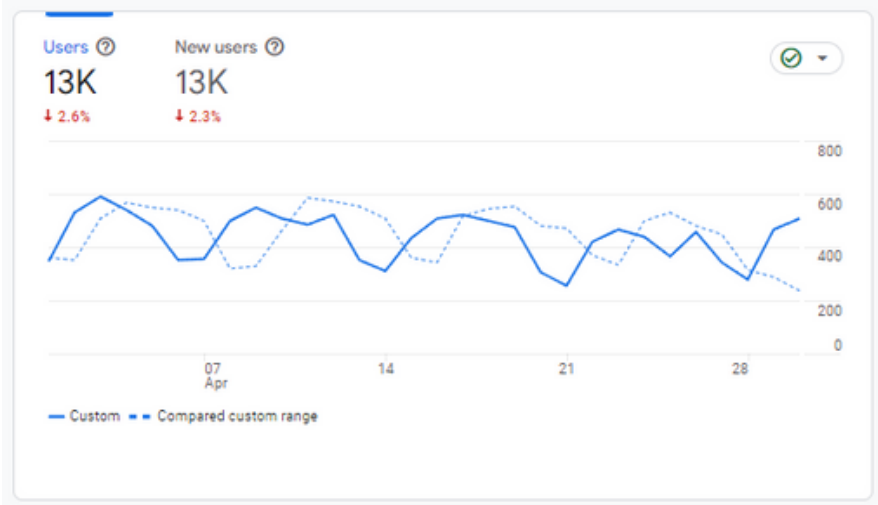 Users
New users
13K
13K
↓ 2.6%
↓ 2.3%
800
600
400
200
0
07
Apr
14
21
28
Custom
Compared custom range